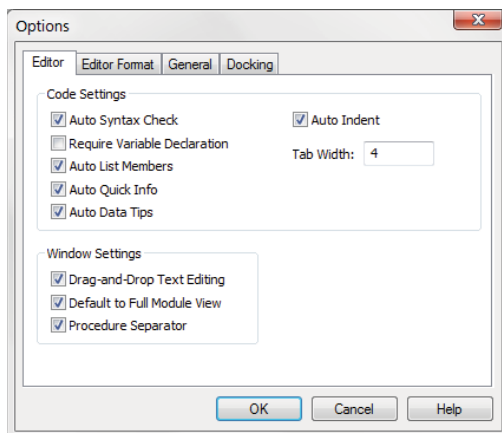 Options
Editor Editor Format General Docking
Code Settings
Auto Syntax Check Auto Indent
Require Variable Declaration
Tab Width: 4
Auto List Members
Auto Quick Info
Auto Data Tips
Window Settings
Drag-and-Drop Text Editing
Default to Full Module View
Procedure Separator
OK Cancel Help